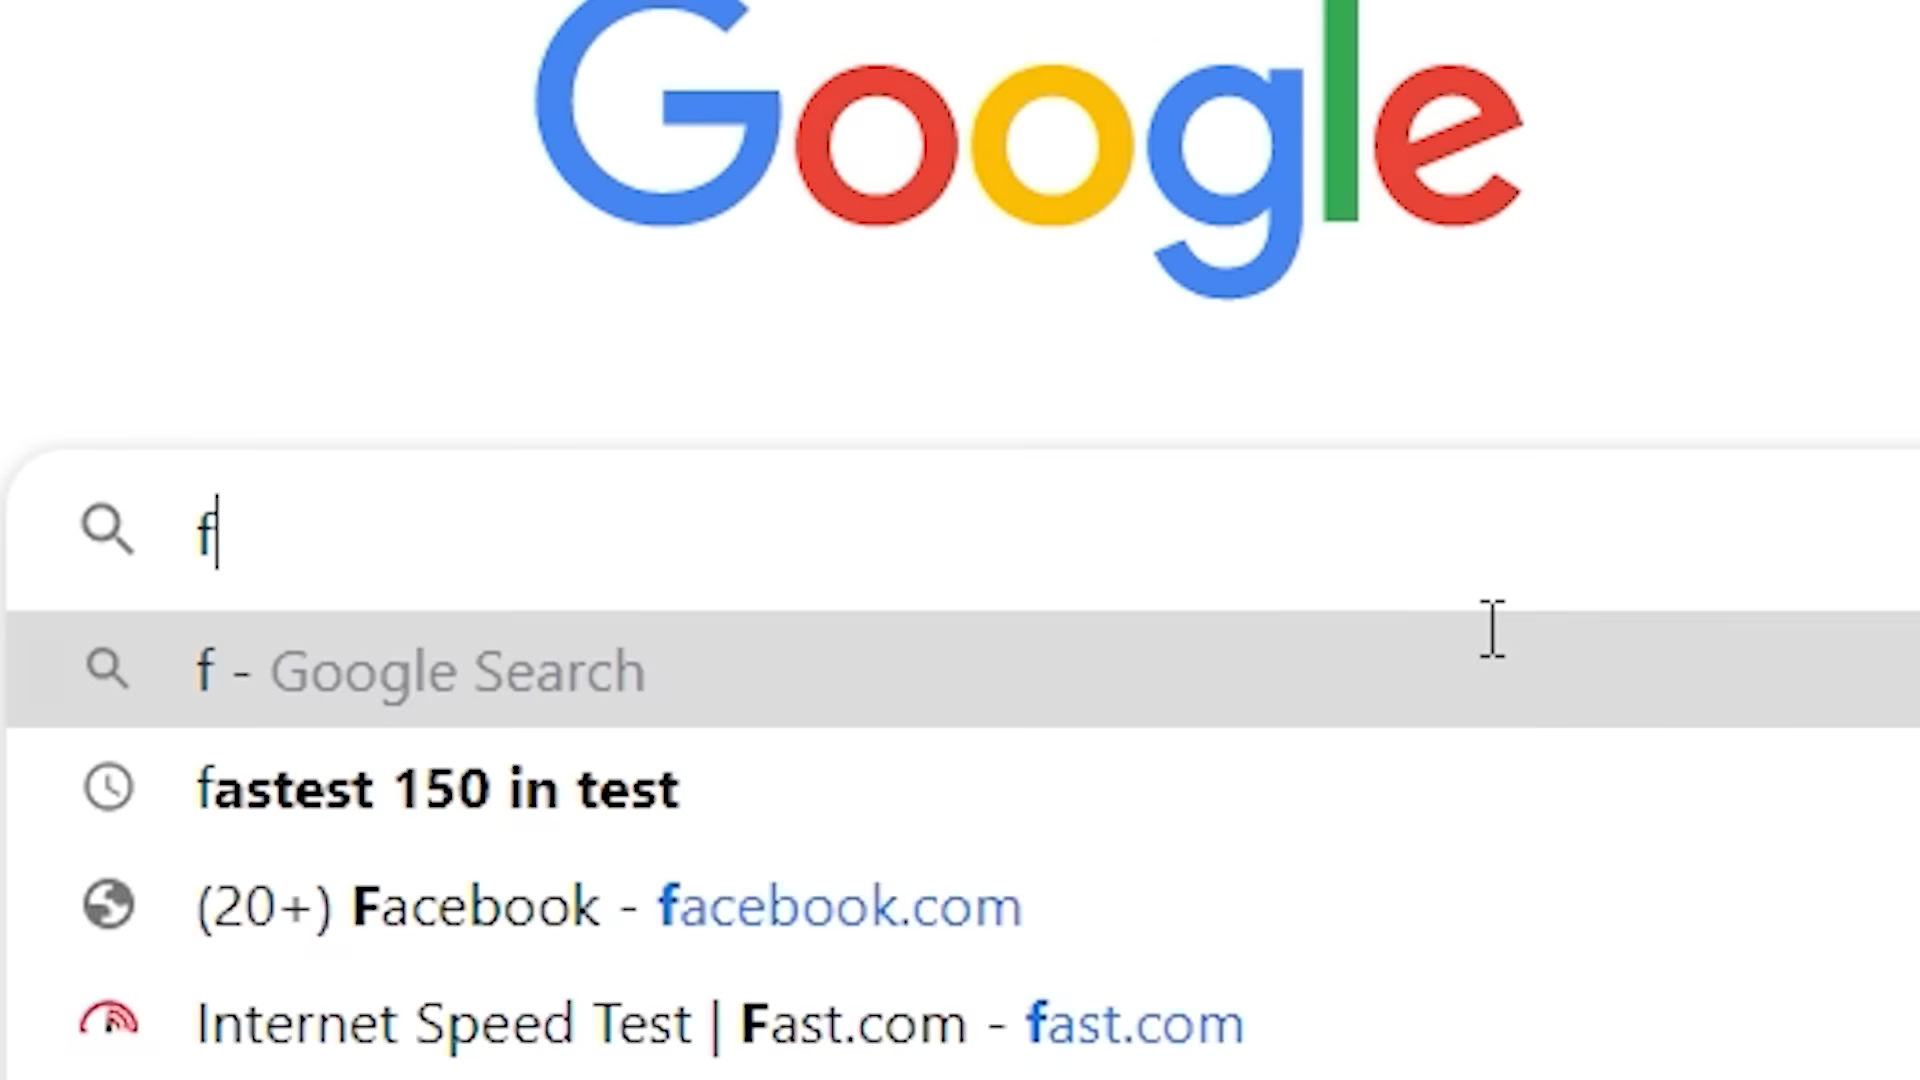 Google
f
f - Google Search
fastest 150 in test
(20+) Facebook - facebook.com
Internet Speed Test | Fast.com - fast.com